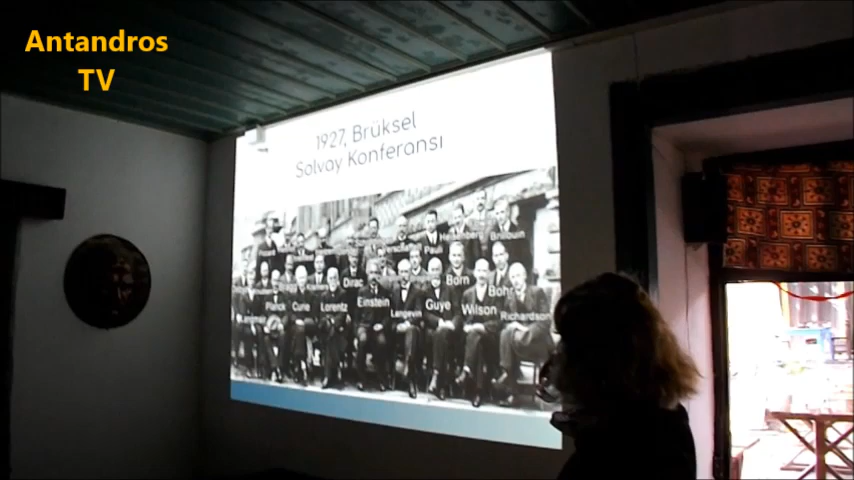 Antandros
TV
1927, Brüksel
Solvay Konferansı
Pauli
Brillouin
Dirac
Born
Bohr
Planck
Curie
Lorentz
Einstein
Langevin
Guye
Wilson
Richardson
Langmuir